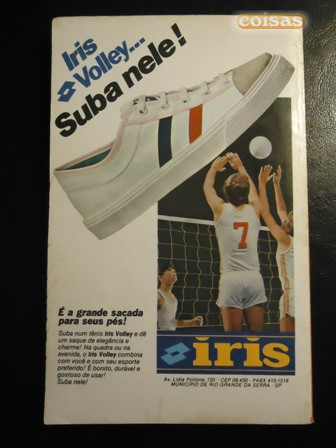 coisas
Iris
Volley...
Suba nele!
7
É a grande sacada
para seus pés!
Suba num tênis Iris Volley e dê
um saque de elegância e
charme! Na quadra ou na
avenida, o Iris Volley combina
com você e com seu esporte
preferido! É bonito, durável e
gostoso de usar!
Suba nele!
iris
Av. Lídia Pollone, 150 - CEP 09.450 - PABX 410-1516
MUNICÍPIO DE RIO GRANDE DA SERRA - SP